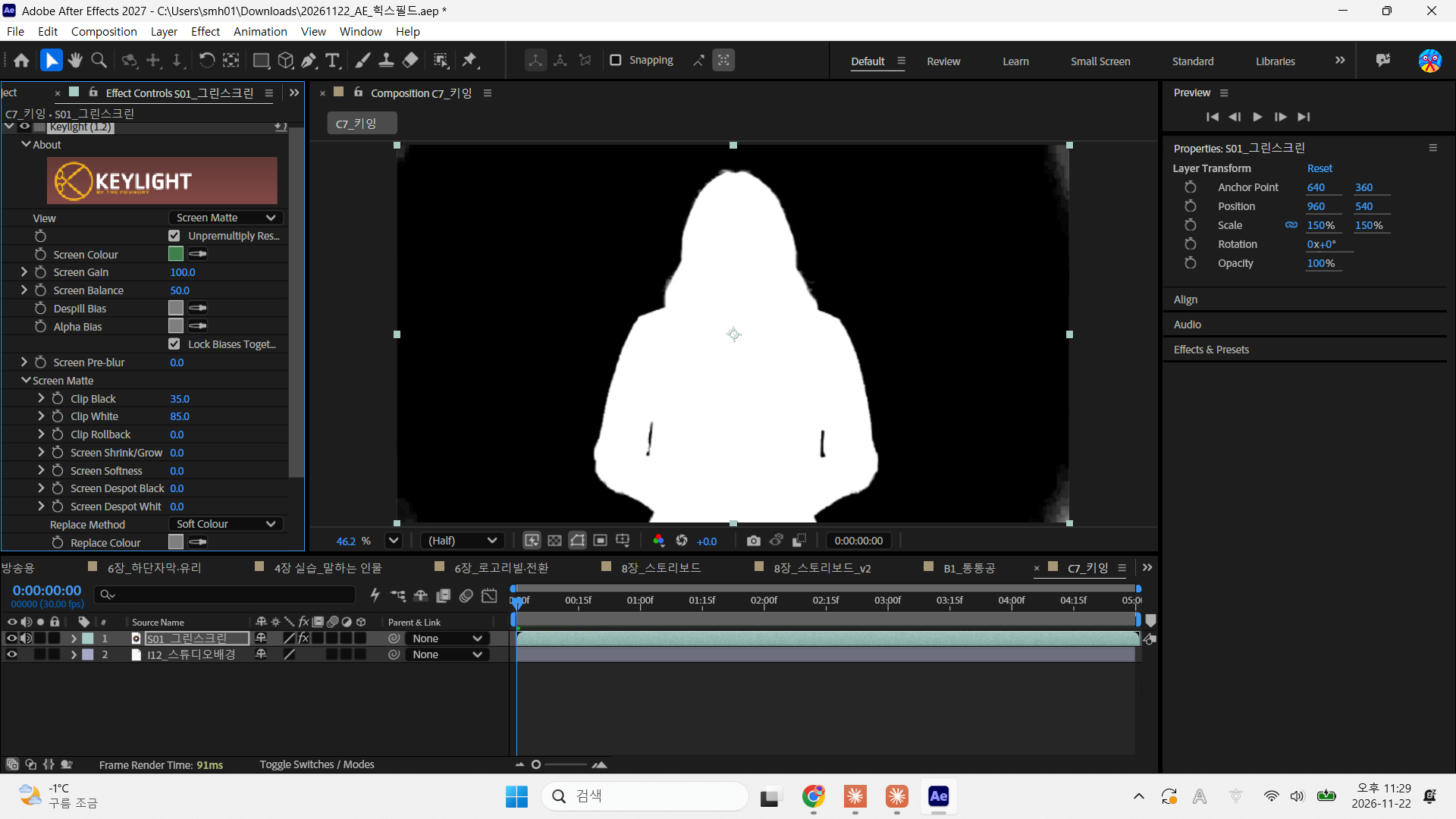 Adobe After Effects 2027 - C:\Users\smh01\Downloads\20261122_AE_힉스필드.aep *
File Edit Composition Layer Effect Animation View Window Help
Snapping
Default Review Learn Small Screen Standard Libraries
ject × Effect Controls S01_그린스크린
C7_키잉 • S01_그린스크린
Keylight (1.2)
About
KEYLIGHT
BY THE FOUNDRY
View Screen Matte
Unpremultiply Res...
Screen Colour
Screen Gain 100.0
Screen Balance 50.0
Despill Bias
Alpha Bias
Lock Biases Toget...
Screen Pre-blur 0.0
Screen Matte
Clip Black 35.0
Clip White 85.0
Clip Rollback 0.0
Screen Shrink/Grow 0.0
Screen Softness 0.0
Screen Despot Black 0.0
Screen Despot Whit 0.0
Replace Method Soft Colour
Replace Colour
× Composition C7_키잉
C7_키잉
46.2 % (Half) +0.0 0:00:00:00
Preview
Properties: S01_그린스크린
Layer Transform Reset
Anchor Point 640 360
Position 960 540
Scale 150% 150%
Rotation 0x+0°
Opacity 100%
Align
Audio
Effects & Presets
방송용 6장_하단자막·유리 4장 실습_말하는 인물 6장_로고리빌·전환 8장_스토리보드 8장_스토리보드_v2 B1_통통공 × C7_키잉
0:00:00:00
00000 (30.00 fps)
0:00f 00:15f 01:00f 01:15f 02:00f 02:15f 03:00f 03:15f 04:00f 04:15f 05:0
# Source Name fx Parent & Link
1 S01_그린스크린 fx None
2 I12_스튜디오배경 None
Frame Render Time: 91ms Toggle Switches / Modes
-1°C
구름 조금
검색
Ae
오후 11:29
2026-11-22